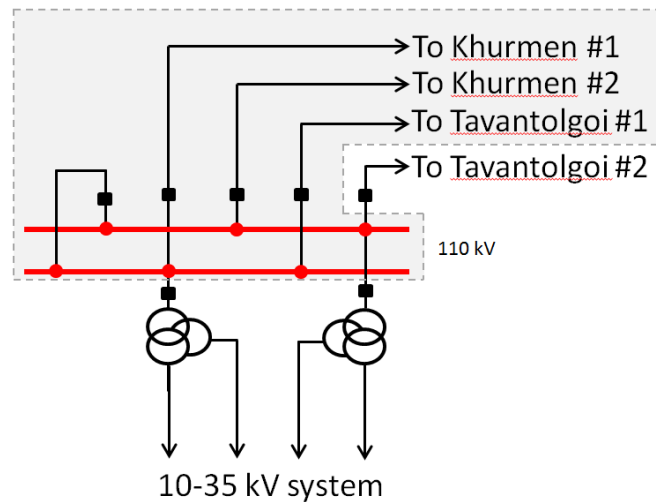 To Khurmen #1
To Khurmen #2
To Tavantolgoi #1
To Tavantolgoi #2
110 kV
10-35 kV system